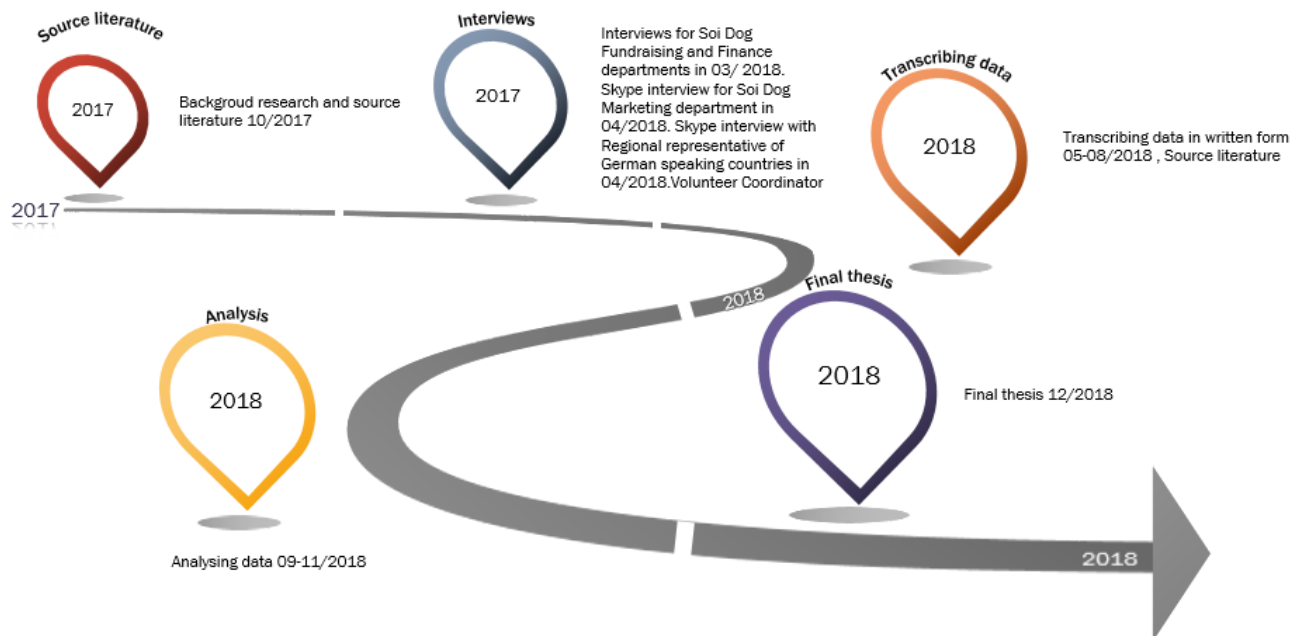 Source literature
2017
Backgroud research and source
literature 10/2017
Interviews
2017
Interviews for Soi Dog
Fundraising and Finance
departments in 03/ 2018.
Skype interview for Soi Dog
Marketing department in
04/2018. Skype interview with
Regional representative of
German speaking countries in
04/2018.Volunteer Coordinator
Transcribing data
2018
Transcribing data in written form
05-08/2018 , Source literature
2017
2018
Analysis
2018
Analysing data 09-11/2018
Final thesis
2018
Final thesis 12/2018
2018